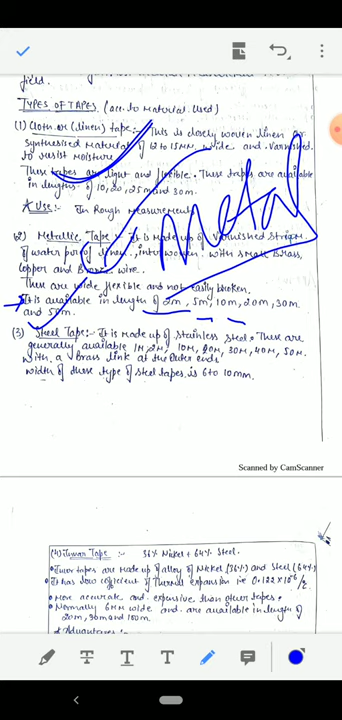 field.
TYPES OF TAPES. (acc. to Material Used)
(1) Cloth or (linen) tape:- This is closely woven linen or
synthesised Material of 12 to 15MM wide and varnished
to resist moisture
These tapes are light and flexible. These tapes are available
in lengths of 10, 20, 25m and 30m.
* Use:- In Rough Measurements
Metal
(2) Metallic Tape:- It is made up of Varnished strips
of water proof linen, interwoven with small Brass,
Copper and Bronze wire.
These are wide, flexible and not easily broken.
It is available in length of 2m, 5m, 10m, 20m, 30m
and 50m.
(3) Steel Tape:- It is made up of stainless steel. These are
generally available 1M, 2M, 10M, 20M, 30M, 40M, 50M.
With a Brass link at the outer end.
width of these type of steel tapes is 6 to 10mm.
Scanned by CamScanner
(4) Invar Tape :- 36% Nickel + 64% Steel.
• Invar tapes are made up of alloy of Nickel (36%) and Steel (64%)
• It has low coefficient of thermal expansion i.e 0.122 X 10
• More accurate and expensive than other tapes.
• Normally 6MM wide and are available in length of
20m, 30m and 100m.
Advantages :-